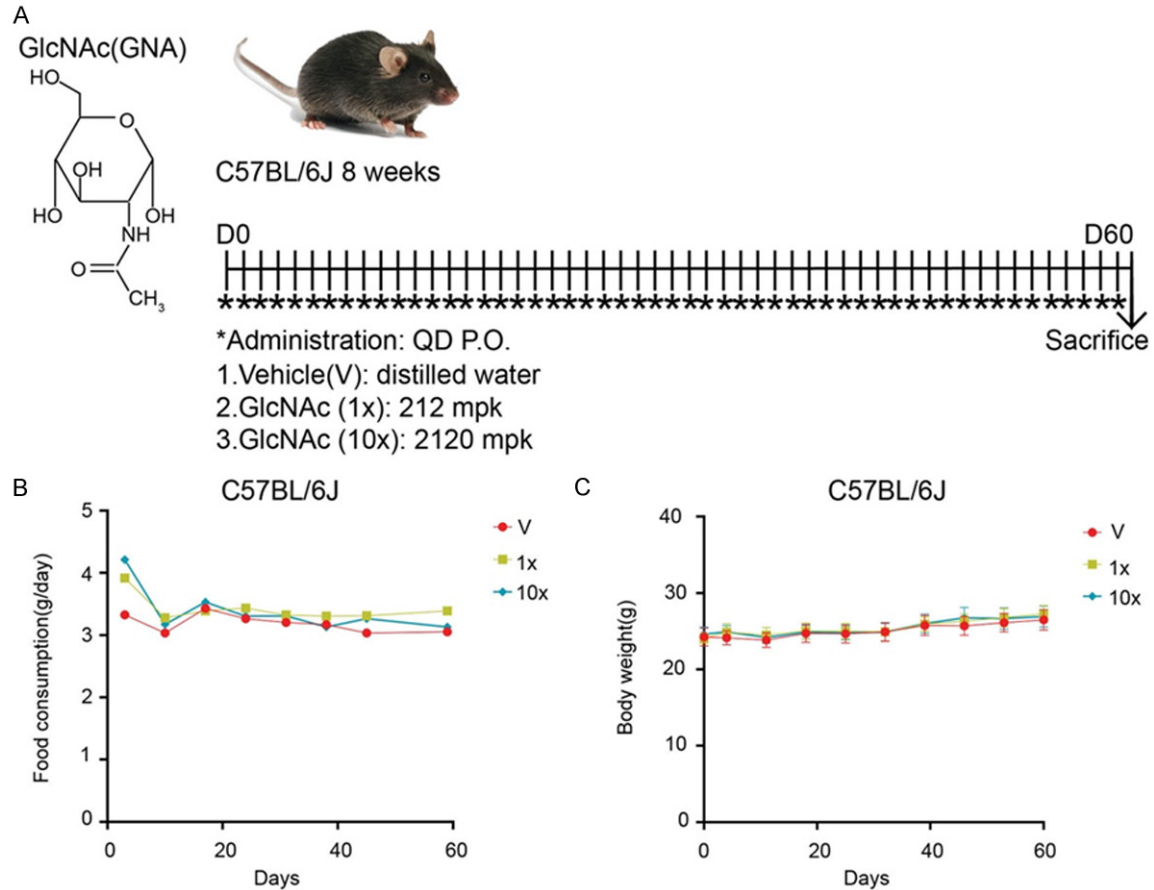 A
GlcNAc(GNA)
HO
O
OH
HO
OH
NH
O
CH3
C57BL/6J 8 weeks
D0
D60
*****************************************************
Sacrifice
*Administration: QD P.O.
1.Vehicle(V): distilled water
2.GlcNAc (1x): 212 mpk
3.GlcNAc (10x): 2120 mpk
B
C57BL/6J
Food consumption(g/day)
5
4
3
2
1
0
0 20 40 60
Days
V
1x
10x
C
C57BL/6J
Body weight(g)
40
30
20
10
0
0 20 40 60
Days
V
1x
10x